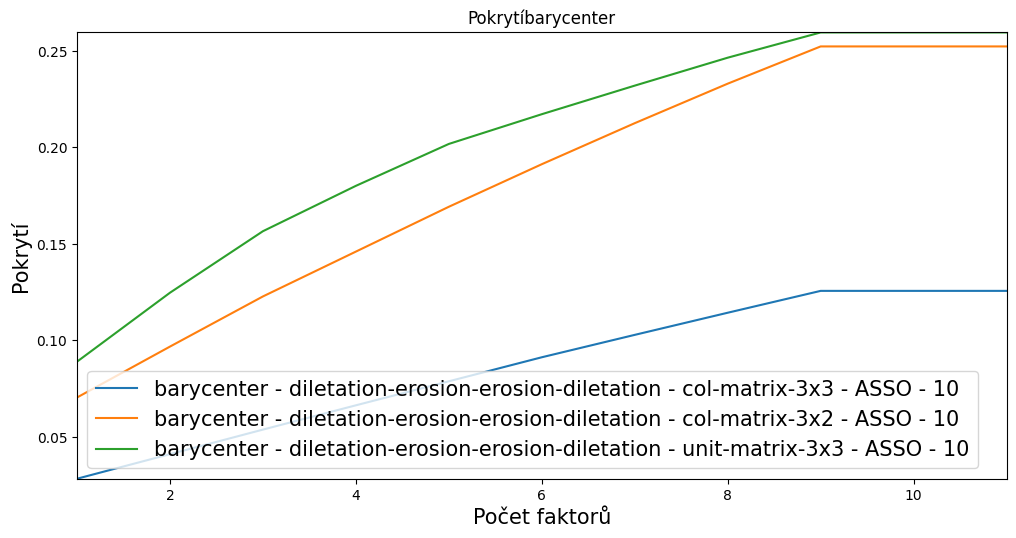 Pokrytíbarycenter
0.25
0.20
0.15
0.10
0.05
Pokrytí
barycenter - diletation-erosion-erosion-diletation - col-matrix-3x3 - ASSO - 10
barycenter - diletation-erosion-erosion-diletation - col-matrix-3x2 - ASSO - 10
barycenter - diletation-erosion-erosion-diletation - unit-matrix-3x3 - ASSO - 10
2 4 6 8 10
Počet faktorů